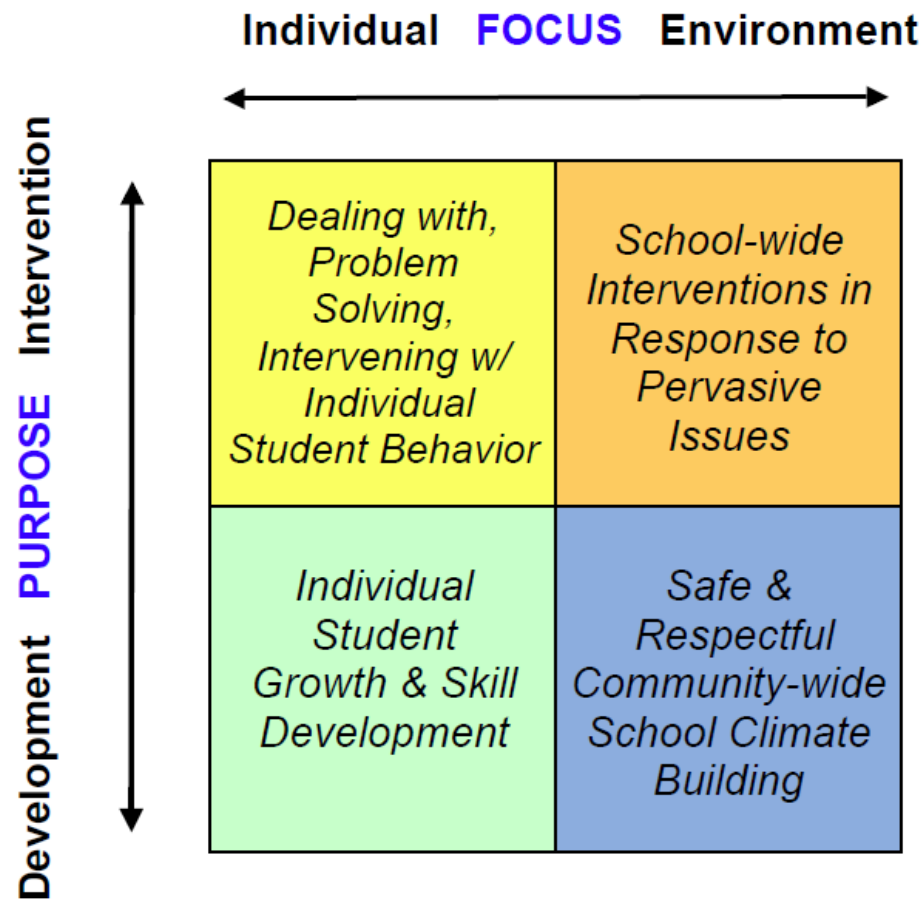 Individual FOCUS Environment
Development PURPOSE Intervention
Dealing with,
Problem
Solving,
Intervening w/
Individual
Student Behavior
School-wide
Interventions in
Response to
Pervasive
Issues
Individual
Student
Growth & Skill
Development
Safe &
Respectful
Community-wide
School Climate
Building